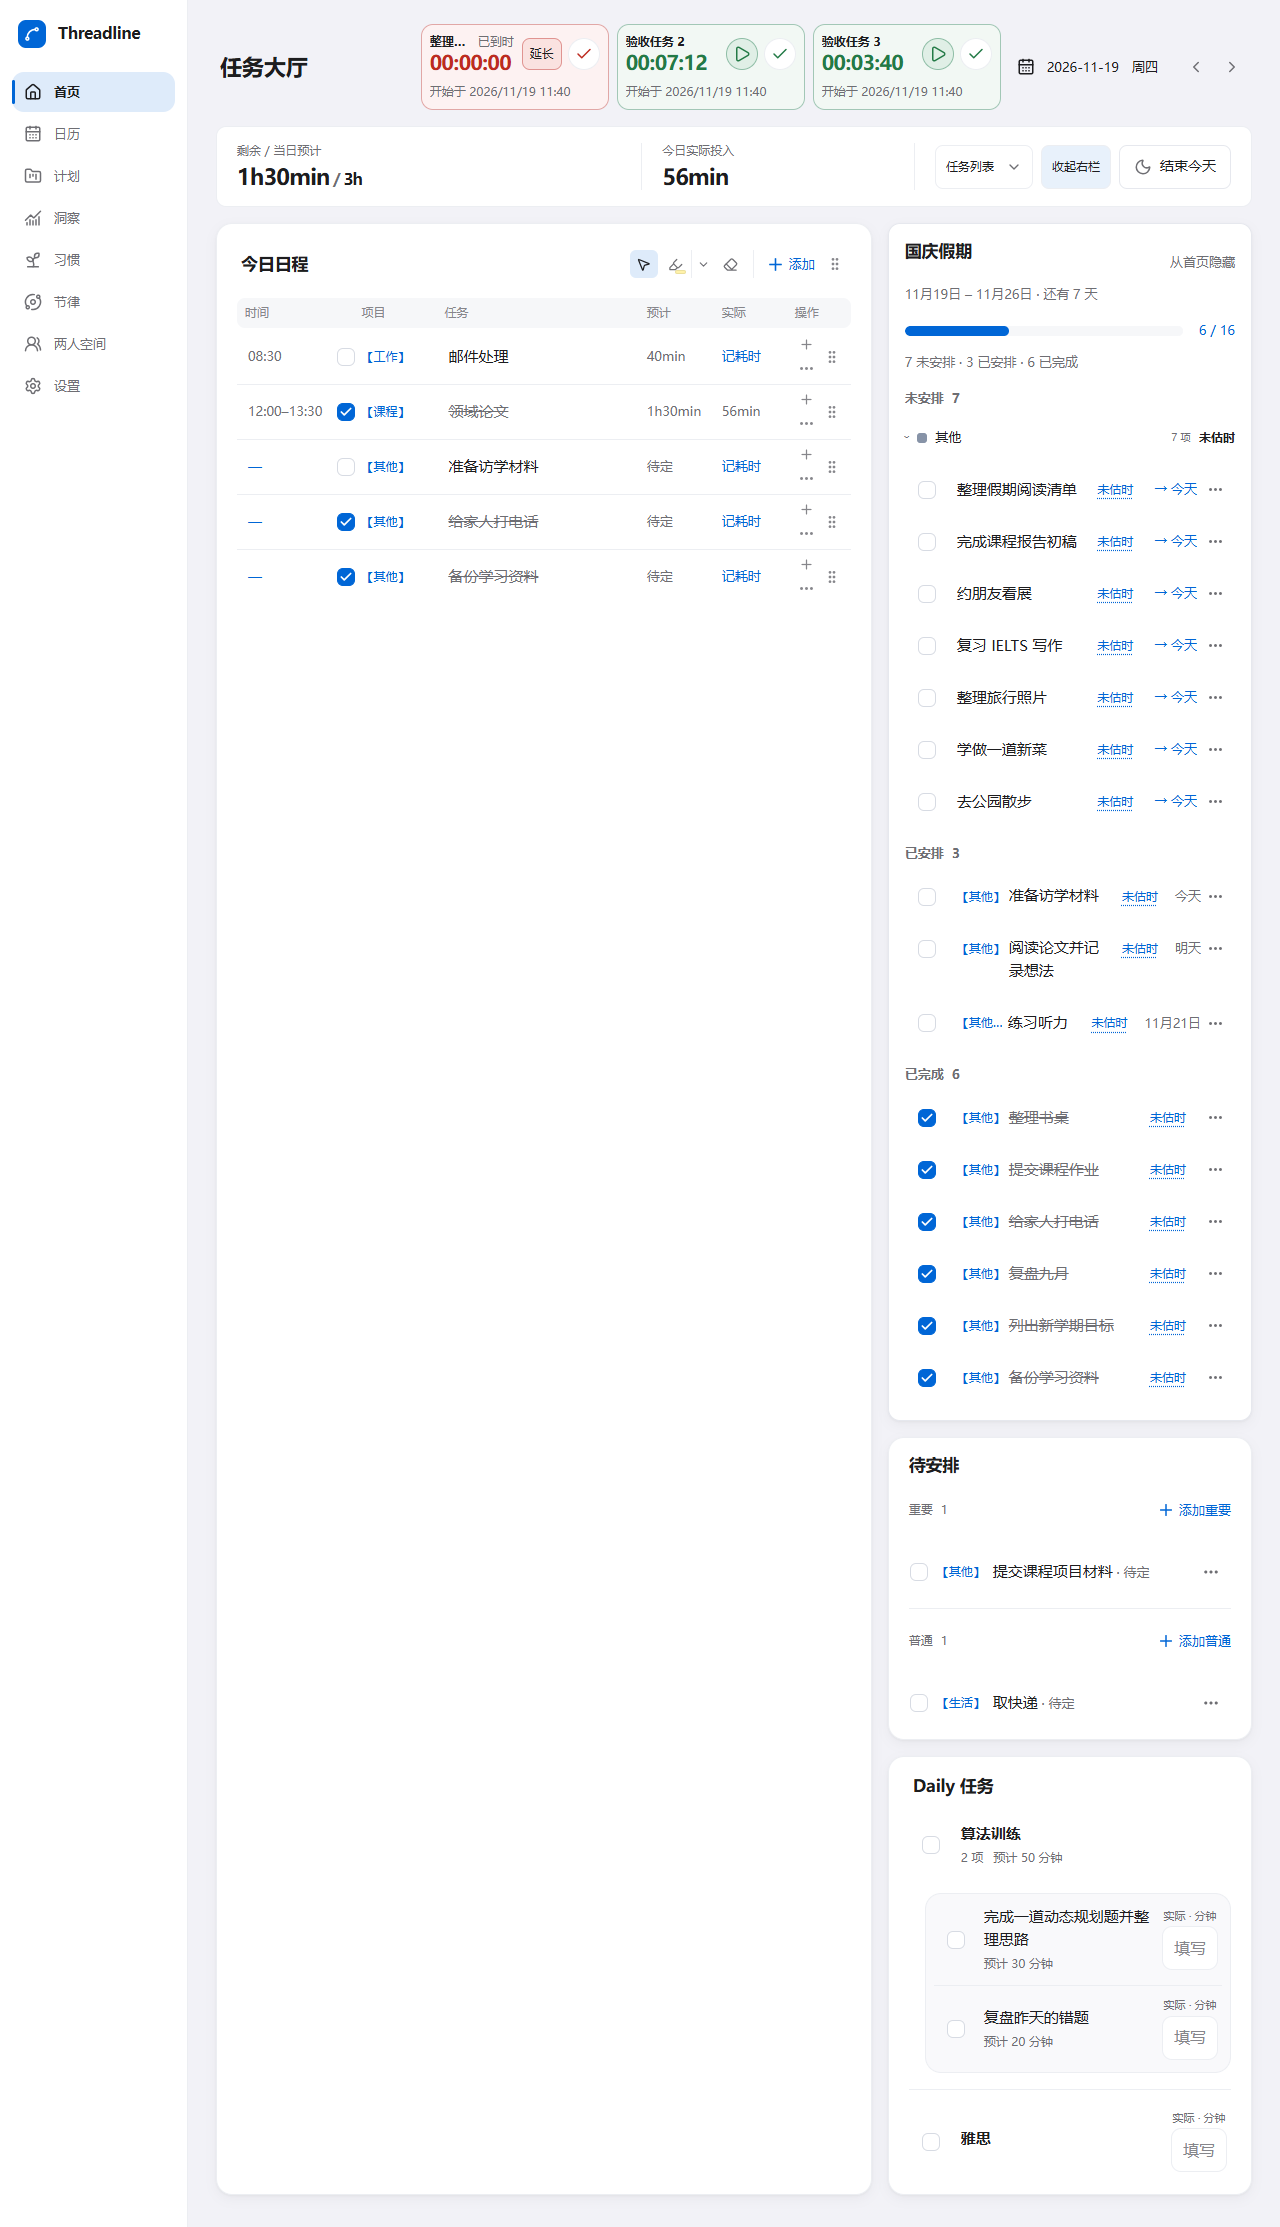 Threadline
首页
日历
计划
洞察
习惯
节律
两人空间
设置
任务大厅
整理... 已到时
00:00:00
延长
开始于 2026/11/19 11:40
验收任务 2
00:07:12
开始于 2026/11/19 11:40
验收任务 3
00:03:40
开始于 2026/11/19 11:40
2026-11-19 周四
剩余 / 当日预计
1h30min / 3h
今日实际投入
56min
任务列表
收起右栏
结束今天
今日日程
添加
时间 项目 任务 预计 实际 操作
08:30 【工作】 邮件处理 40min 记耗时
12:00–13:30 【课程】 领域论文 1h30min 56min
— 【其他】 准备访学材料 待定 记耗时
— 【其他】 给家人打电话 待定 记耗时
— 【其他】 备份学习资料 待定 记耗时
国庆假期
从首页隐藏
11月19日 – 11月26日 · 还有 7 天
6 / 16
7 未安排 · 3 已安排 · 6 已完成
未安排 7
其他 7 项 未估时
整理假期阅读清单 未估时 → 今天
完成课程报告初稿 未估时 → 今天
约朋友看展 未估时 → 今天
复习 IELTS 写作 未估时 → 今天
整理旅行照片 未估时 → 今天
学做一道新菜 未估时 → 今天
去公园散步 未估时 → 今天
已安排 3
【其他】 准备访学材料 未估时 今天
【其他】 阅读论文并记录想法 未估时 明天
【其他... 练习听力 未估时 11月21日
已完成 6
【其他】 整理书桌 未估时
【其他】 提交课程作业 未估时
【其他】 给家人打电话 未估时
【其他】 复盘九月 未估时
【其他】 列出新学期目标 未估时
【其他】 备份学习资料 未估时
待安排
重要 1
添加重要
【其他】 提交课程项目材料 · 待定
普通 1
添加普通
【生活】 取快递 · 待定
Daily 任务
算法训练
2 项 预计 50 分钟
完成一道动态规划题并整理思路
预计 30 分钟
实际 · 分钟
填写
复盘昨天的错题
预计 20 分钟
实际 · 分钟
填写
雅思
实际 · 分钟
填写